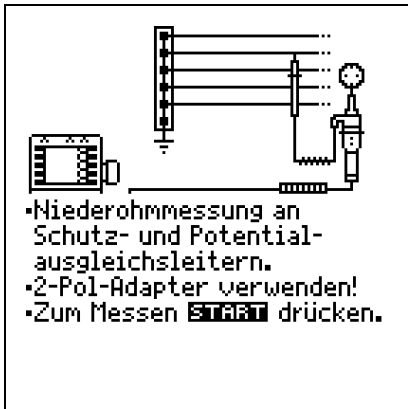 •Niederohmmessung an
Schutz- und Potential-
ausgleichsleitern.
•2-Pol-Adapter verwenden!
•Zum Messen START drücken.